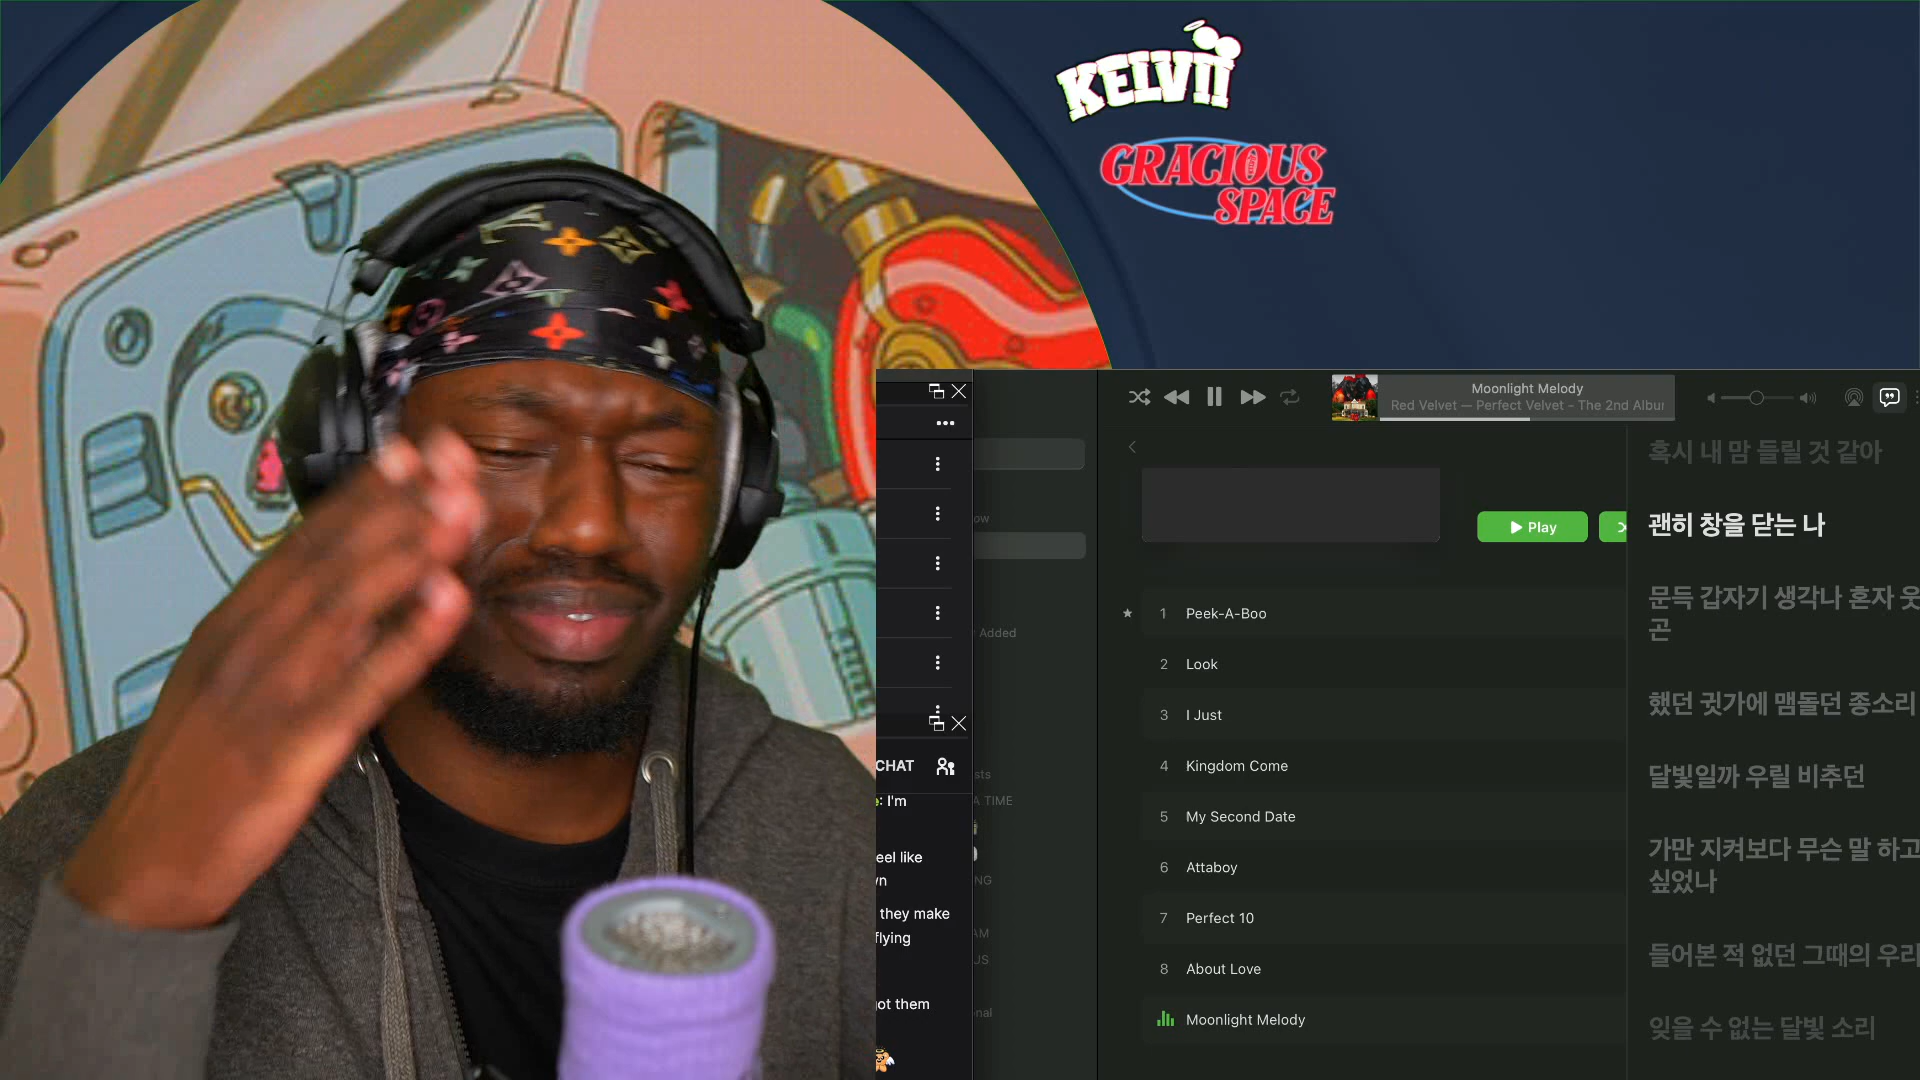 KELVII
GRACIOUS
SPACE
Moonlight Melody
Red Velvet — Perfect Velvet - The 2nd Albu
혹시 내 맘 들릴 것 같아
괜히 창을 닫는 나
Play
문득 갑자기 생각나 혼자 웃
곤
1 Peek-A-Boo
Added
2 Look
했던 귓가에 맴돌던 종소리
3 I Just
CHAT
4 Kingdom Come
달빛일까 우릴 비추던
: I'm
A TIME
5 My Second Date
가만 지켜보다 무슨 말 하고
싶었나
eel like
6 Attaboy
NG
they make
7 Perfect 10
flying
AM
US
들어본 적 없던 그때의 우리
8 About Love
got them
nal
Moonlight Melody
잊을 수 없는 달빛 소리